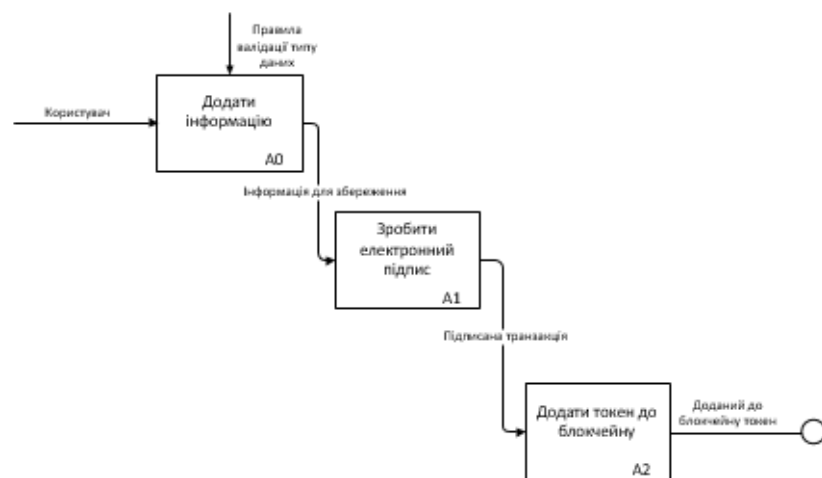 Правила
валідації типу
даних
Користувач
Додати
інформацію
A0
Інформація для збереження
Зробити
електронний
підпис
A1
Підписана транзакція
Додати токен до
блокчейну
A2
Доданий до
блокчейну токен